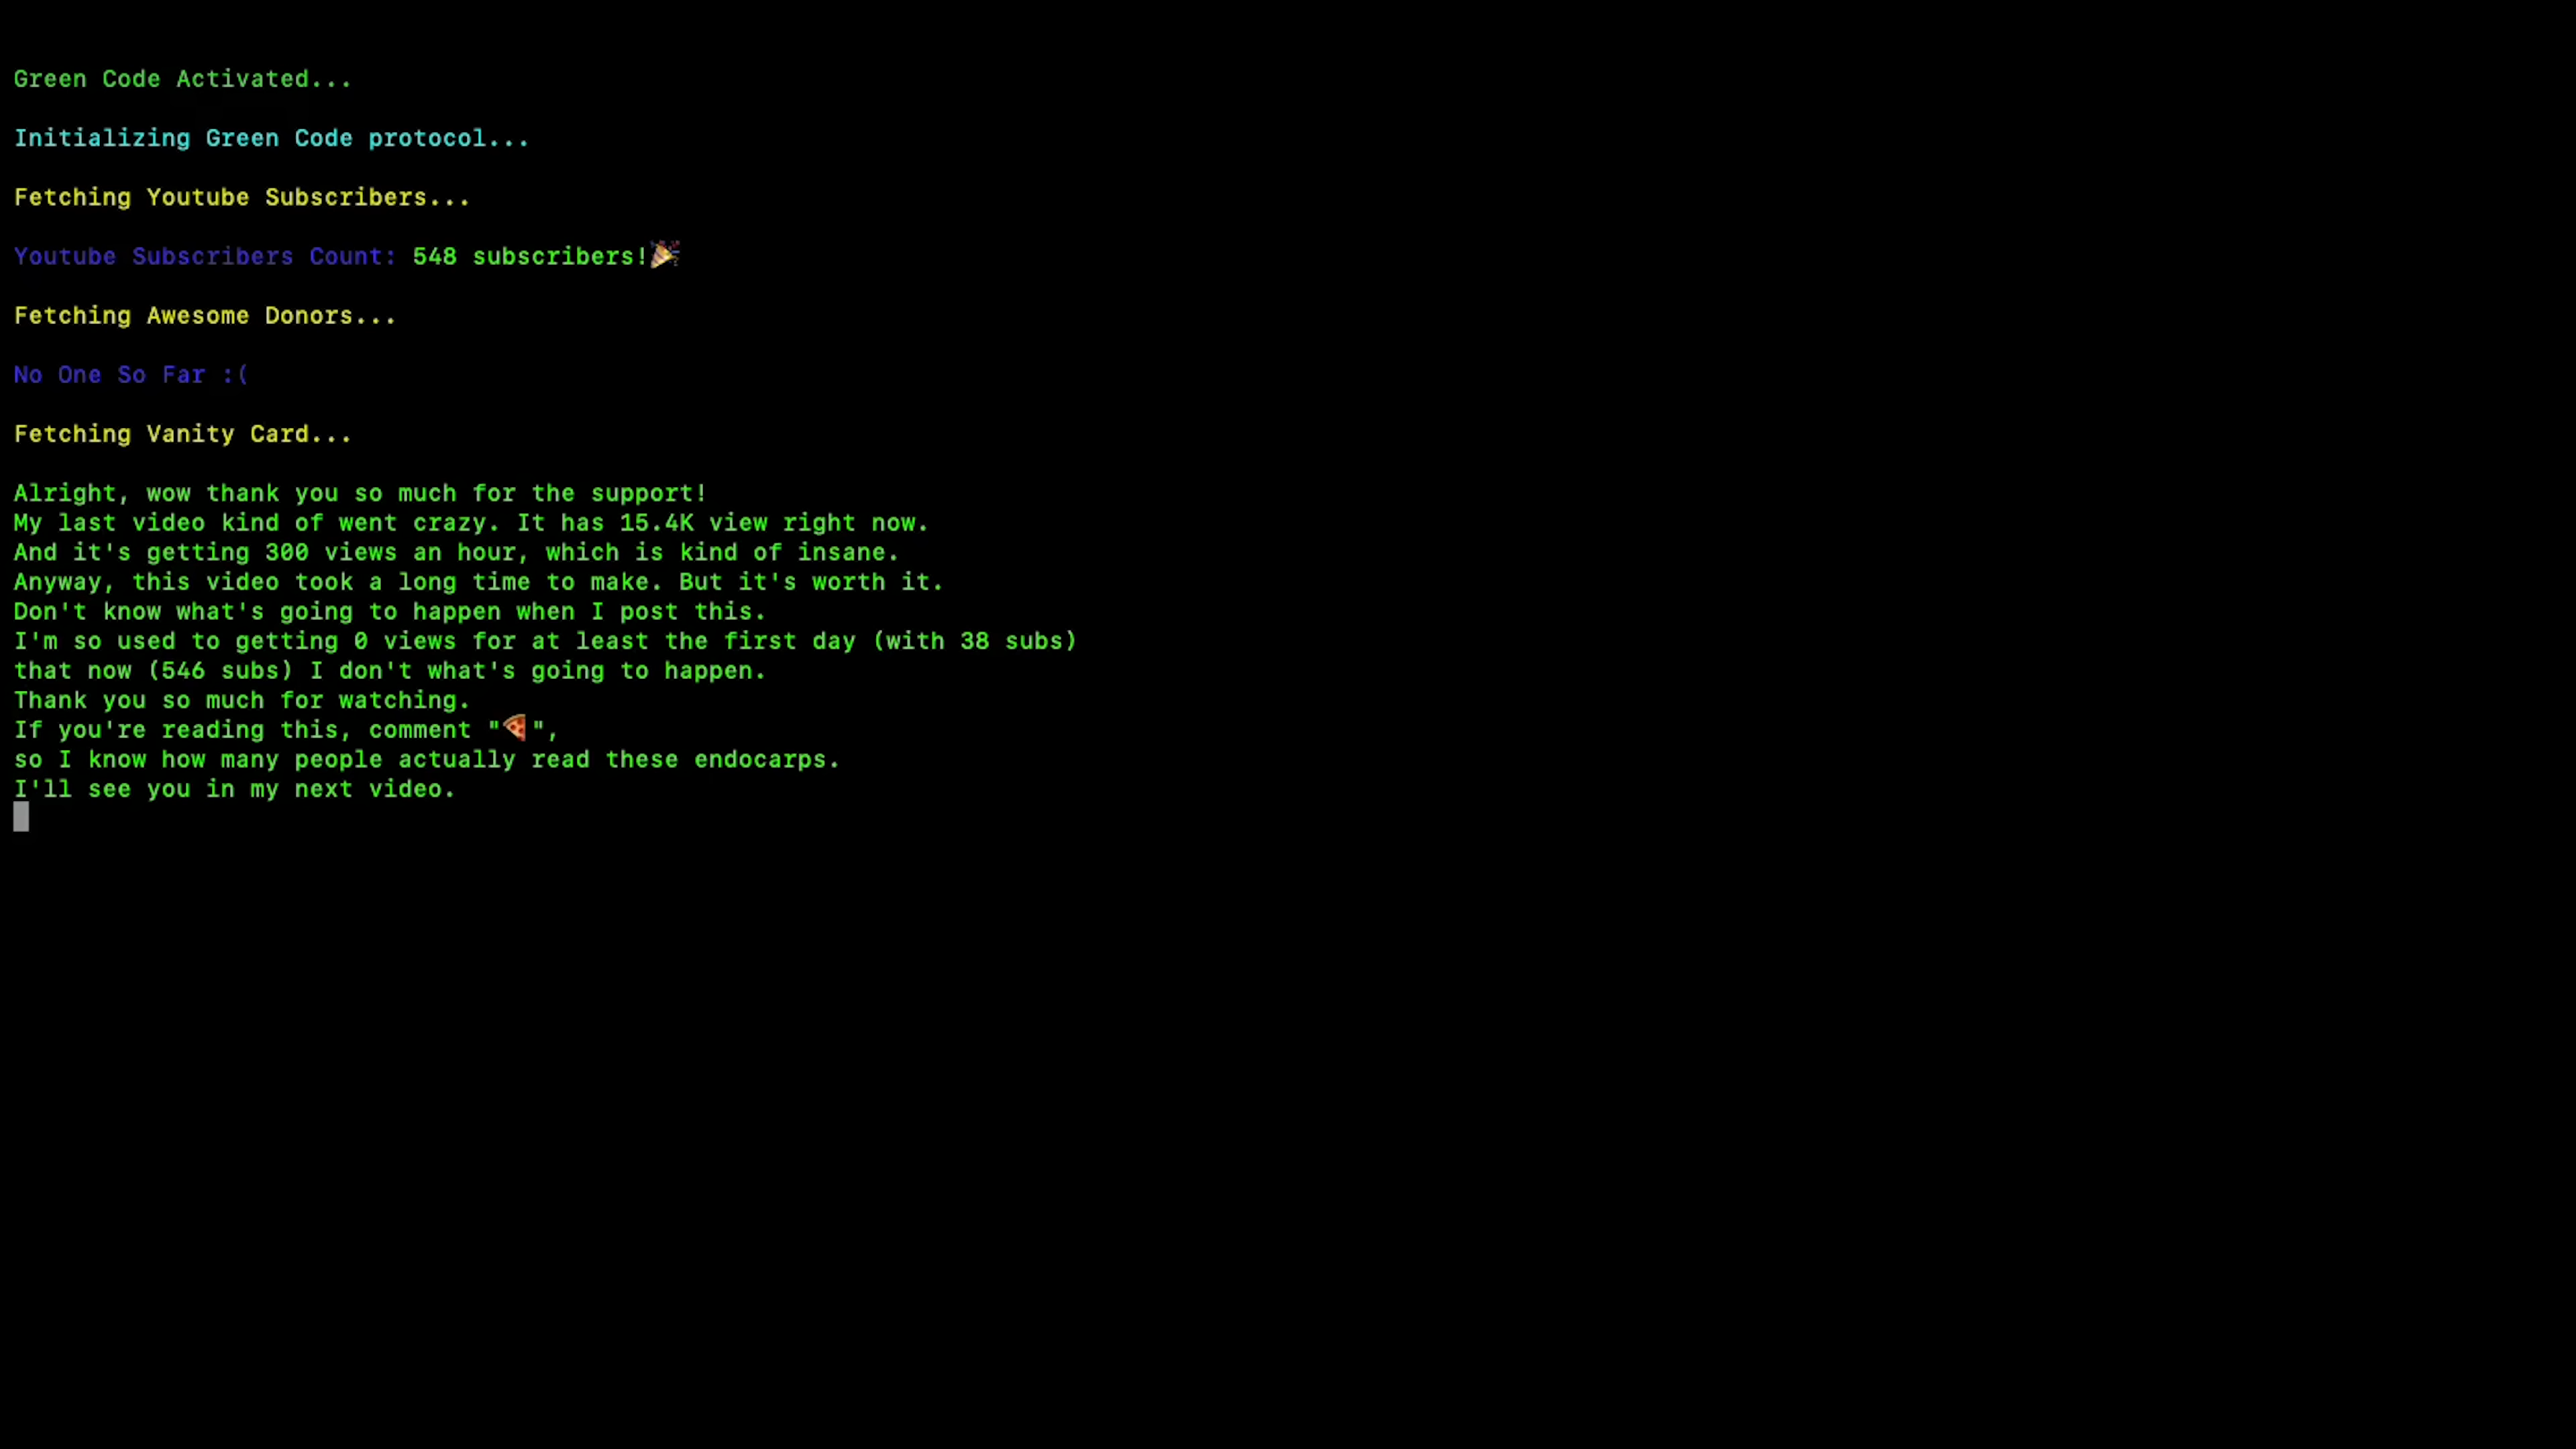 Green Code Activated...
Initializing Green Code protocol...
Fetching Youtube Subscribers...
Youtube Subscribers Count: 548 subscribers!🎉
Fetching Awesome Donors...
No One So Far :(
Fetching Vanity Card...
Alright, wow thank you so much for the support!
My last video kind of went crazy. It has 15.4K view right now.
And it's getting 300 views an hour, which is kind of insane.
Anyway, this video took a long time to make. But it's worth it.
Don't know what's going to happen when I post this.
I'm so used to getting 0 views for at least the first day (with 38 subs)
that now (546 subs) I don't what's going to happen.
Thank you so much for watching.
If you're reading this, comment "🍕",
so I know how many people actually read these endocarps.
I'll see you in my next video.